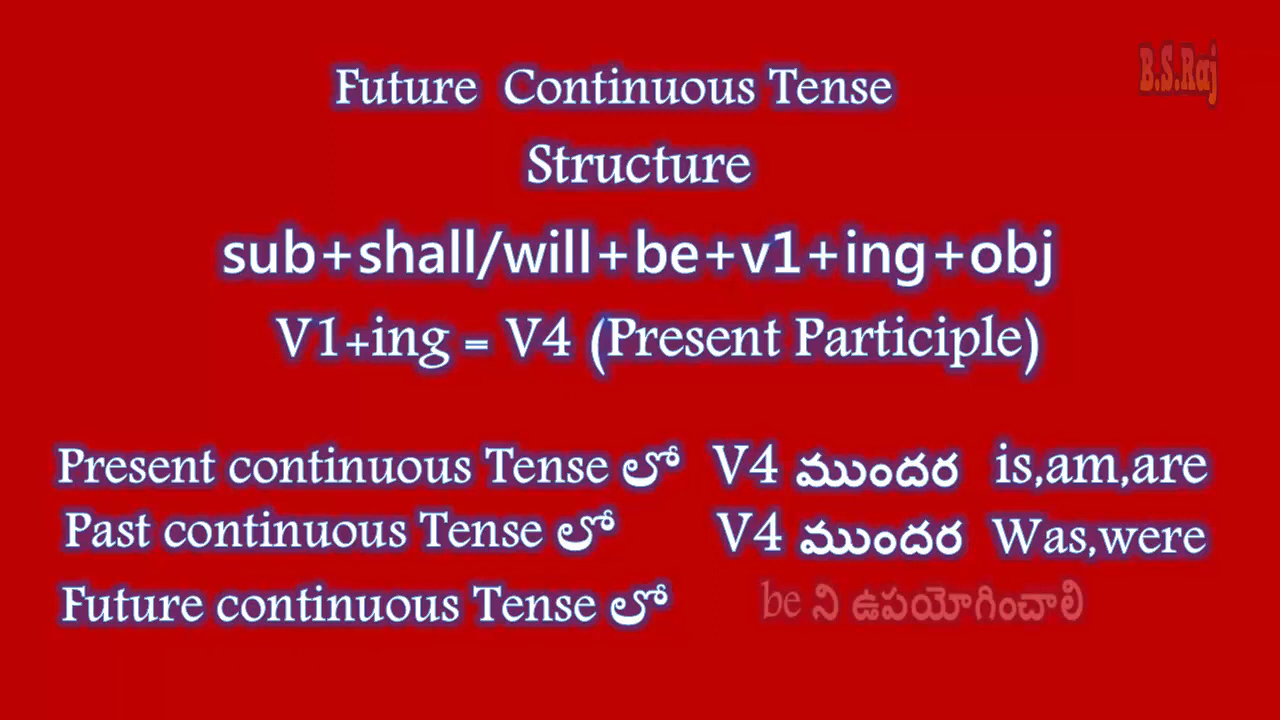 B.S.Raj
Future Continuous Tense
Structure
sub+shall/will+be+v1+ing+obj
V1+ing = V4 (Present Participle)
Present continuous Tense లో V4 ముందర is,am,are
Past continuous Tense లో V4 ముందర Was,were
Future continuous Tense లో be ని ఉపయోగించాలి